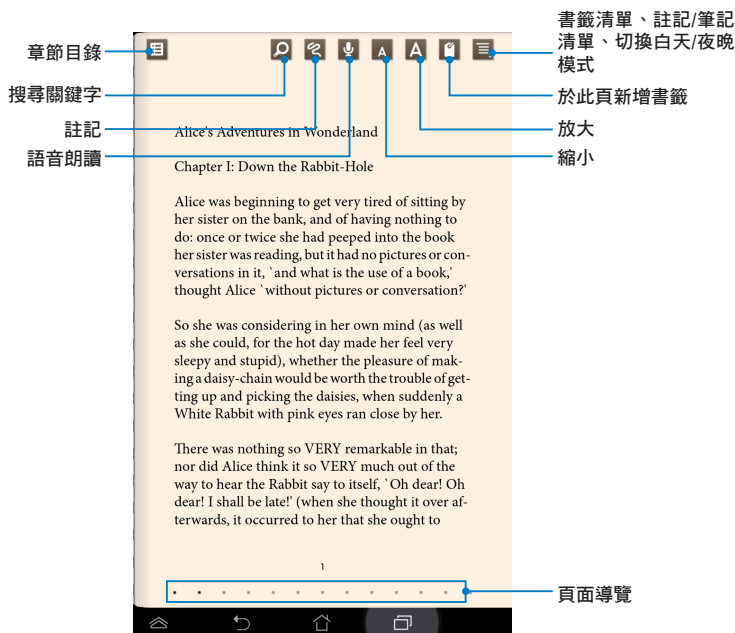 章節目錄
搜尋關鍵字
註記
語音朗讀
書籤清單、註記/筆記
清單、切換白天/夜晚
模式
於此頁新增書籤
放大
縮小
A
A
Alice's Adventures in Wonderland
Chapter I: Down the Rabbit-Hole
Alice was beginning to get very tired of sitting by
her sister on the bank, and of having nothing to
do: once or twice she had peeped into the book
her sister was reading, but it had no pictures or con-
versations in it, `and what is the use of a book,'
thought Alice `without pictures or conversation?'
So she was considering in her own mind (as well
as she could, for the hot day made her feel very
sleepy and stupid), whether the pleasure of mak-
ing a daisy-chain would be worth the trouble of get-
ting up and picking the daisies, when suddenly a
White Rabbit with pink eyes ran close by her.
There was nothing so VERY remarkable in that;
nor did Alice think it so VERY much out of the
way to hear the Rabbit say to itself, `Oh dear! Oh
dear! I shall be late!' (when she thought it over af-
terwards, it occurred to her that she ought to
1
頁面導覽